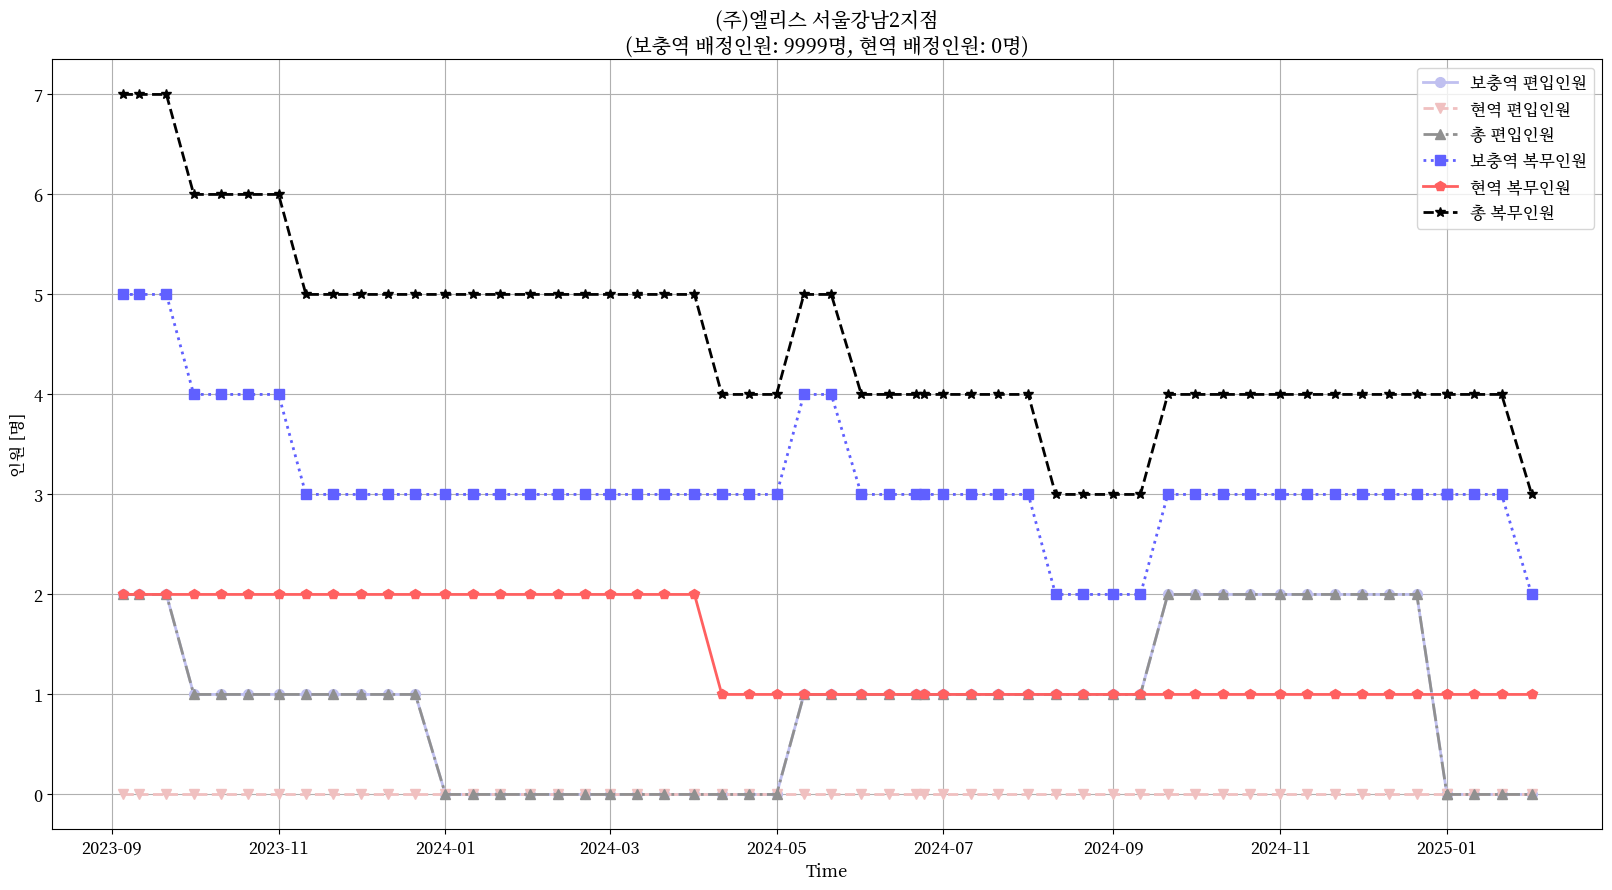 (주)엘리스 서울강남2지점
(보충역 배정인원: 9999명, 현역 배정인원: 0명)
보충역 편입인원
현역 편입인원
총 편입인원
보충역 복무인원
현역 복무인원
총 복무인원
인원 [명]
7
6
5
4
3
2
1
0
2023-09
2023-11
2024-01
2024-03
2024-05
2024-07
2024-09
2024-11
2025-01
Time